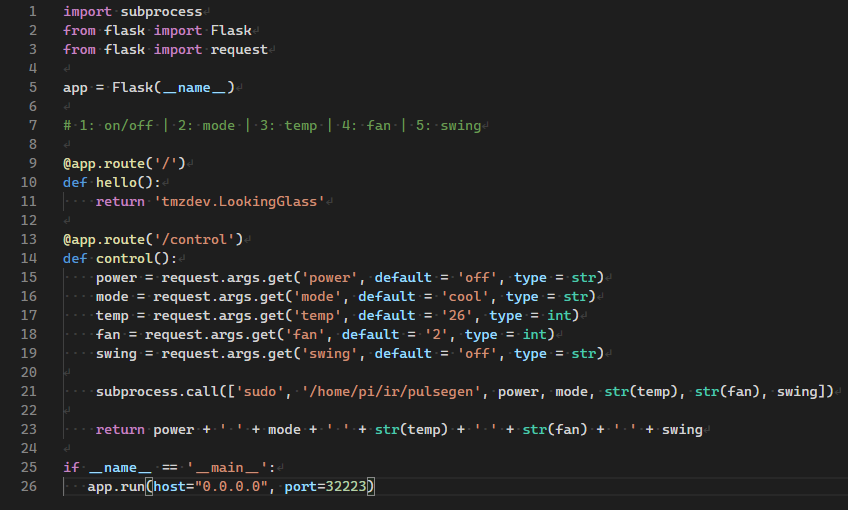 1 import subprocess
2 from flask import Flask
3 from flask import request
4
5 app = Flask(__name__)
6
7 # 1: on/off | 2: mode | 3: temp | 4: fan | 5: swing
8
9 @app.route('/')
10 def hello():
11     return 'tmzdev.LookingGlass'
12
13 @app.route('/control')
14 def control():
15     power = request.args.get('power', default = 'off', type = str)
16     mode = request.args.get('mode', default = 'cool', type = str)
17     temp = request.args.get('temp', default = '26', type = int)
18     fan = request.args.get('fan', default = '2', type = int)
19     swing = request.args.get('swing', default = 'off', type = str)
20
21     subprocess.call(['sudo', '/home/pi/ir/pulsegen', power, mode, str(temp), str(fan), swing])
22
23     return power + ' ' + mode + ' ' + str(temp) + ' ' + str(fan) + ' ' + swing
24
25 if __name__ == '__main__':
26    app.run(host="0.0.0.0", port=32223)